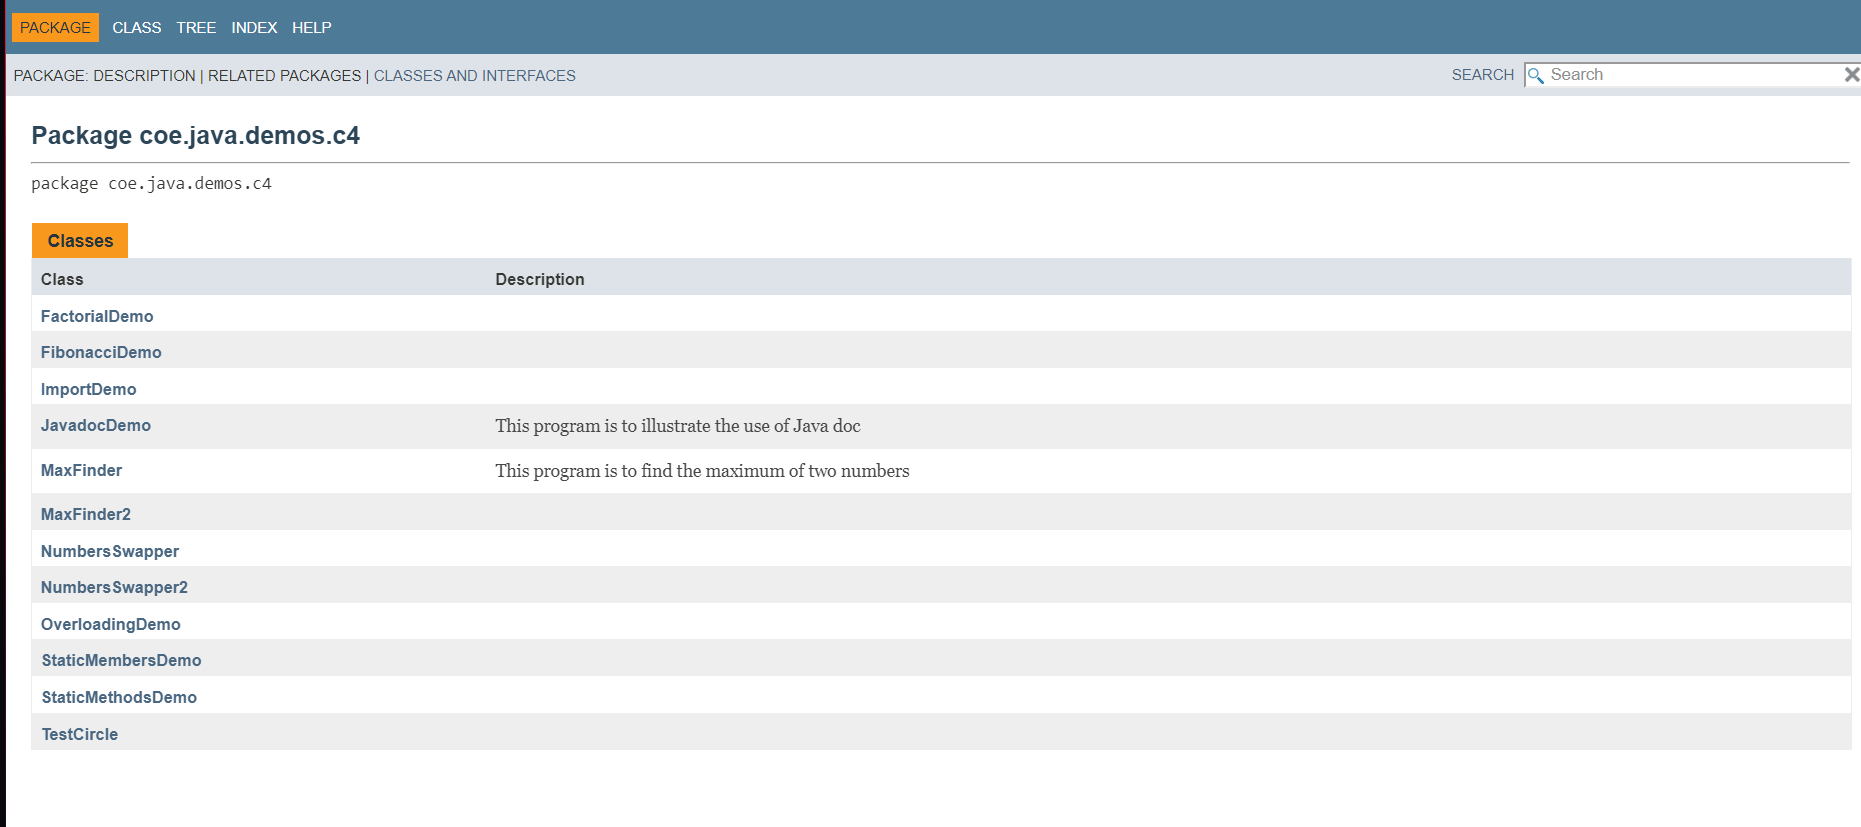 PACKAGE CLASS TREE INDEX HELP
PACKAGE: DESCRIPTION | RELATED PACKAGES | CLASSES AND INTERFACES SEARCH Search
Package coe.java.demos.c4
package coe.java.demos.c4
Classes
Class Description
FactorialDemo
FibonacciDemo
ImportDemo
JavadocDemo This program is to illustrate the use of Java doc
MaxFinder This program is to find the maximum of two numbers
MaxFinder2
NumbersSwapper
NumbersSwapper2
OverloadingDemo
StaticMembersDemo
StaticMethodsDemo
TestCircle